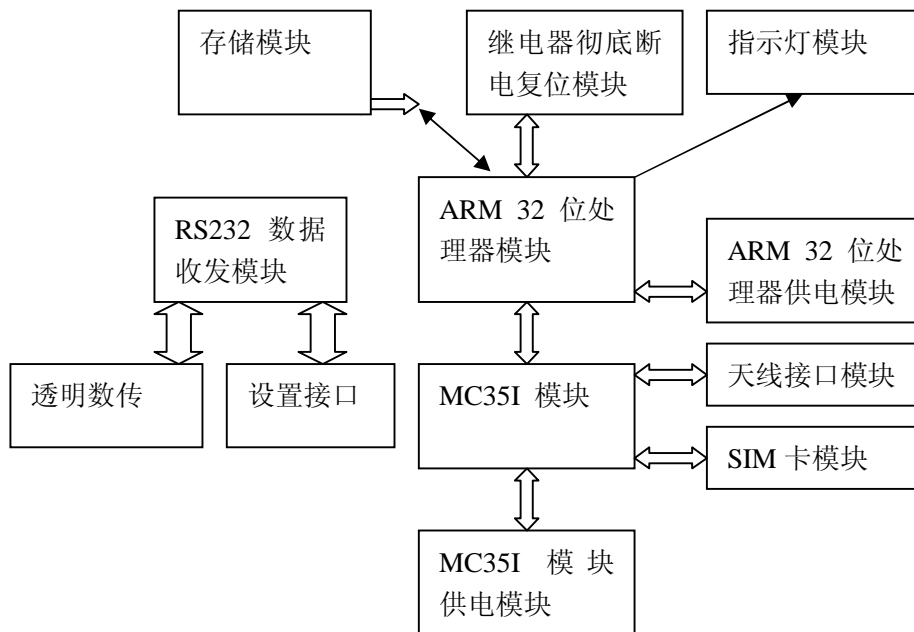 存储模块
继电器彻底断
电复位模块
指示灯模块
ARM 32 位处
理器模块
RS232 数据
收发模块
ARM 32 位处
理器供电模块
透明数传
设置接口
MC35I 模块
天线接口模块
SIM 卡模块
MC35I 模块
供电模块